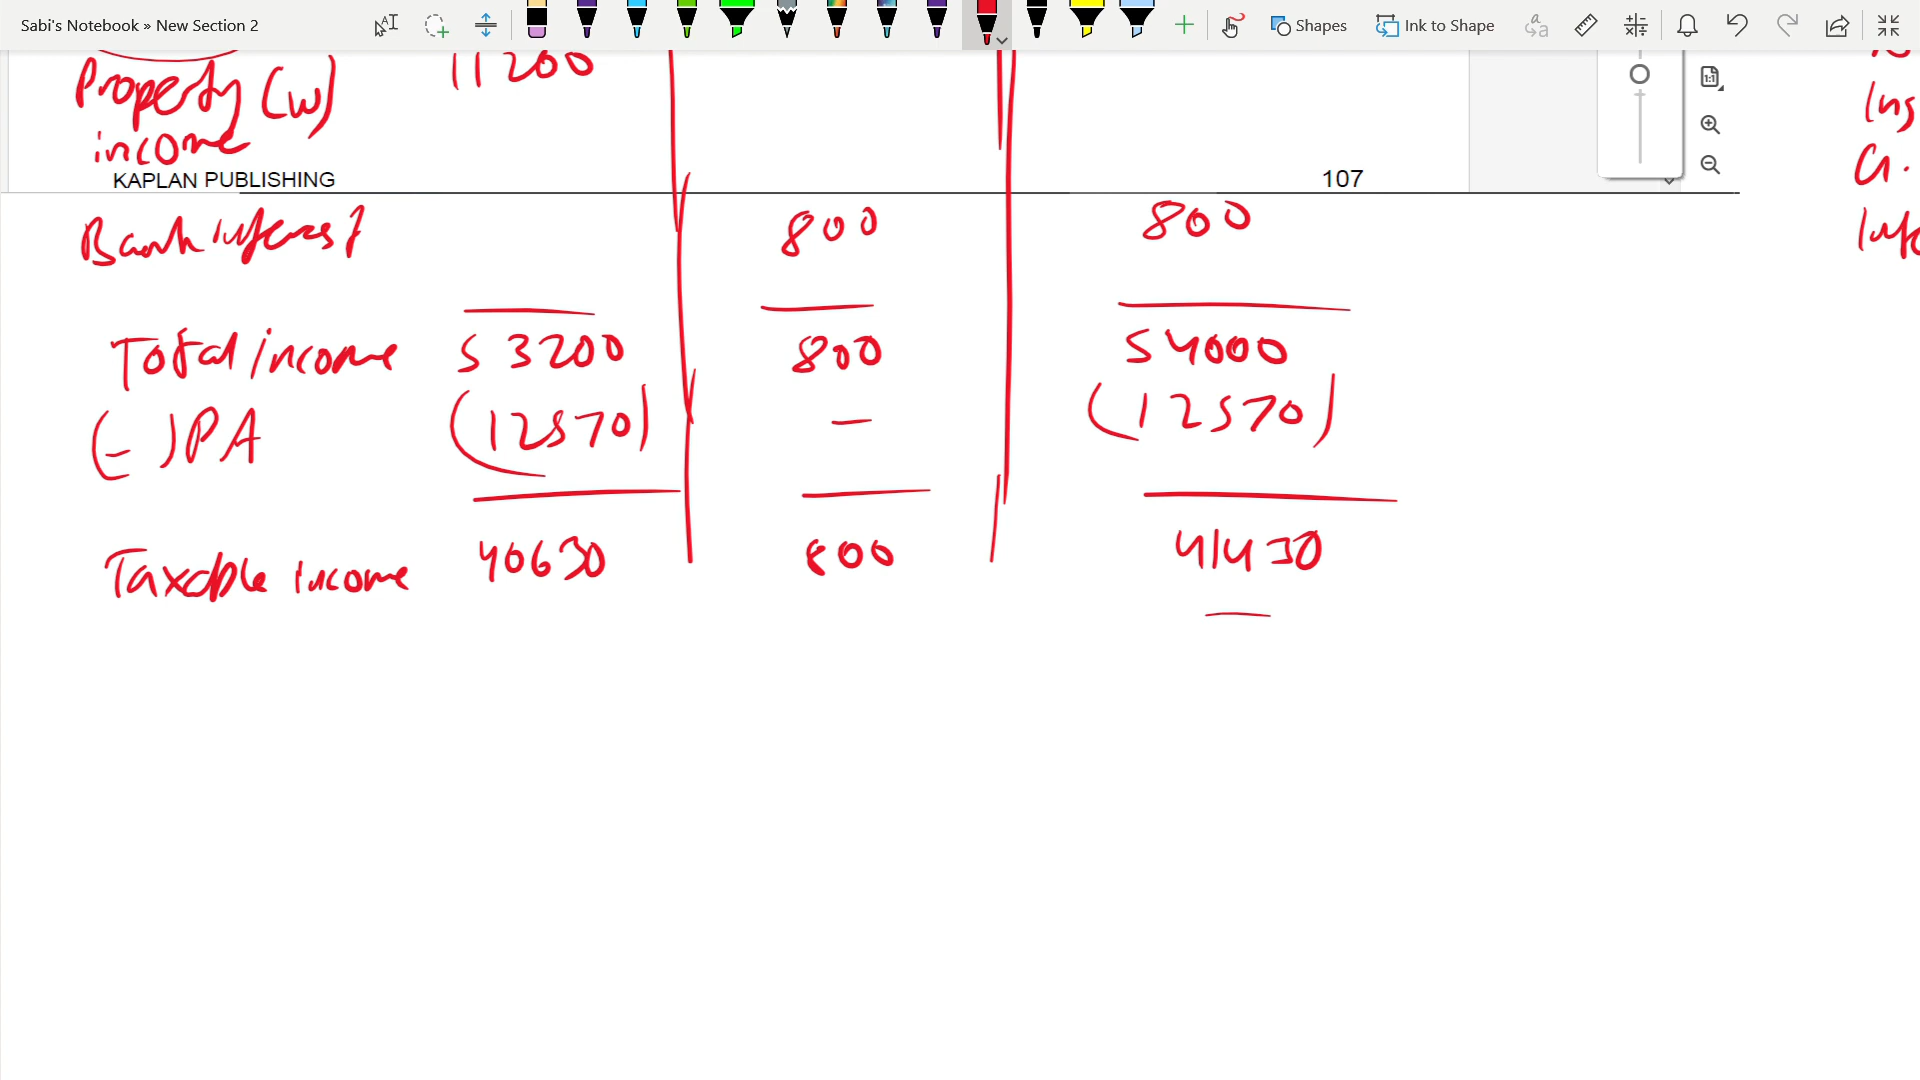 Sabi's Notebook » New Section 2
Shapes
Ink to Shape
Property (W) 11200
income
KAPLAN PUBLISHING 107
Bank interest 800 800
Total income 53200 800 54000
(-) PA (12570) — (12570)
Taxable income 40630 800 41430